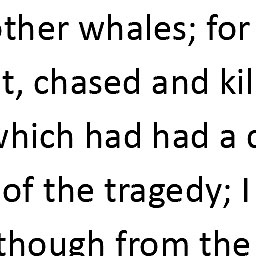 other whales; for
t, chased and kil
which had had a c
of the tragedy; I
though from the